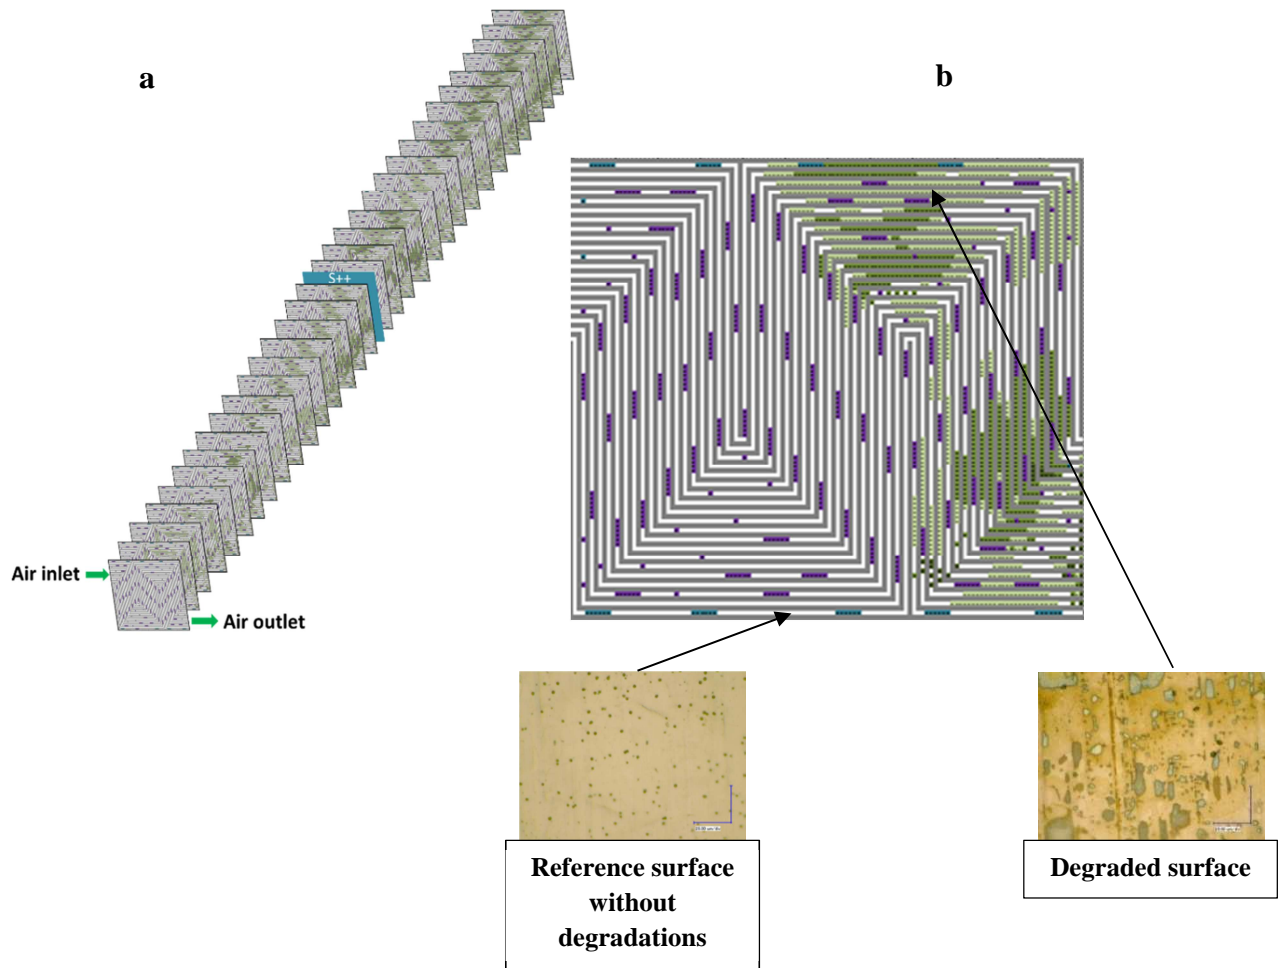 a
b
S++
Air inlet
Air outlet
Reference surface
without
degradations
Degraded surface